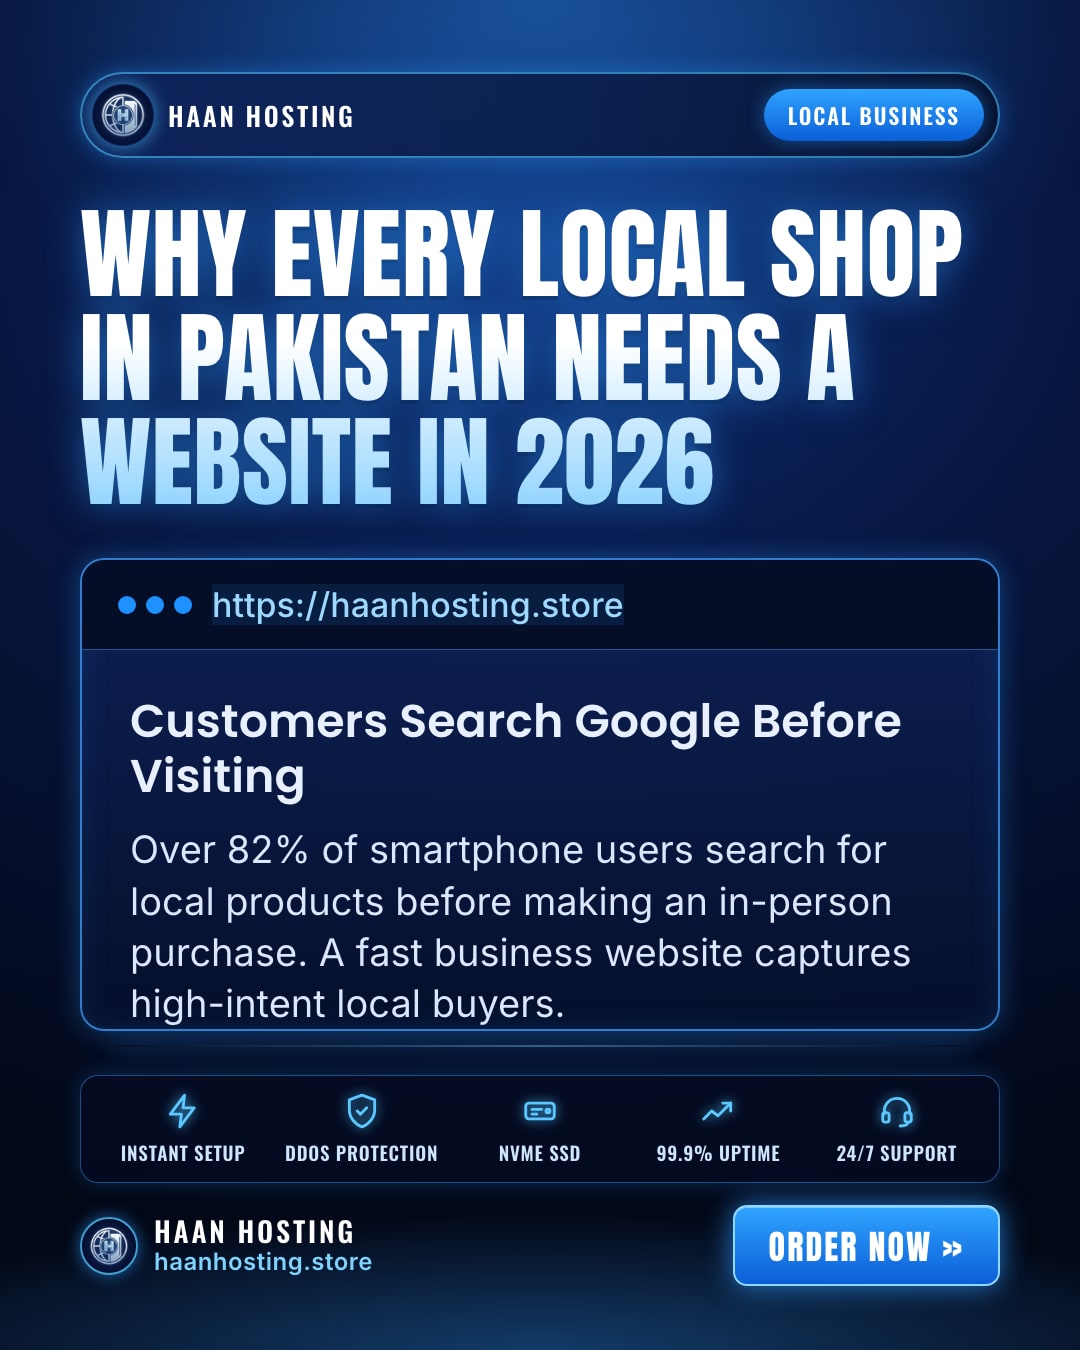 HAAN HOSTING
LOCAL BUSINESS
WHY EVERY LOCAL SHOP
IN PAKISTAN NEEDS A
WEBSITE IN 2026
https://haanhosting.store
Customers Search Google Before
Visiting
Over 82% of smartphone users search for
local products before making an in-person
purchase. A fast business website captures
high-intent local buyers.
INSTANT SETUP
DDOS PROTECTION
NVME SSD
99.9% UPTIME
24/7 SUPPORT
HAAN HOSTING
haanhosting.store
ORDER NOW »